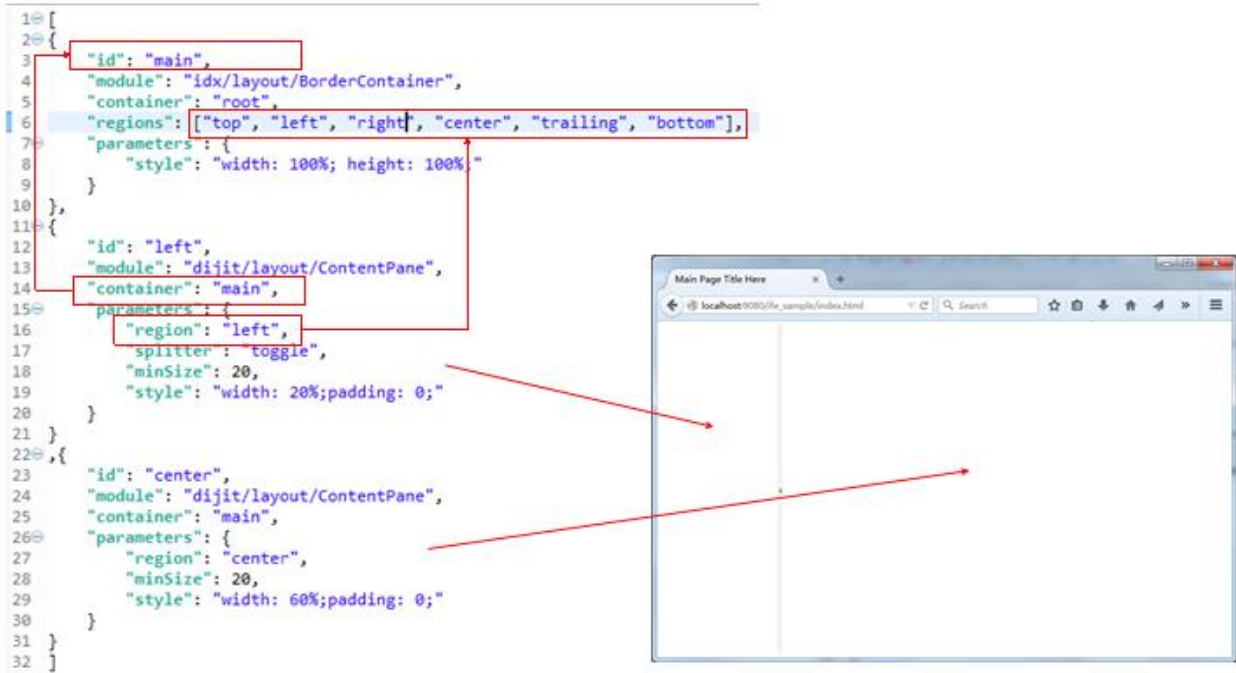 1 [
2 {
3 "id": "main",
4 "module": "idx/layout/BorderContainer",
5 "container": "root",
6 "regions": ["top", "left", "right", "center", "trailing", "bottom"],
7 "parameters": {
8 "style": "width: 100%; height: 100%;"
9 }
10 },
11 {
12 "id": "left",
13 "module": "dijit/layout/ContentPane",
14 "container": "main",
15 "parameters": {
16 "region": "left",
17 "splitter": "toggle",
18 "minSize": 20,
19 "style": "width: 20%;padding: 0;"
20 }
21 }
22 ,{
23 "id": "center",
24 "module": "dijit/layout/ContentPane",
25 "container": "main",
26 "parameters": {
27 "region": "center",
28 "minSize": 20,
29 "style": "width: 60%;padding: 0;"
30 }
31 }
32 ]
Main Page Title Here
localhost:9080/ife_sample/index.html
Search